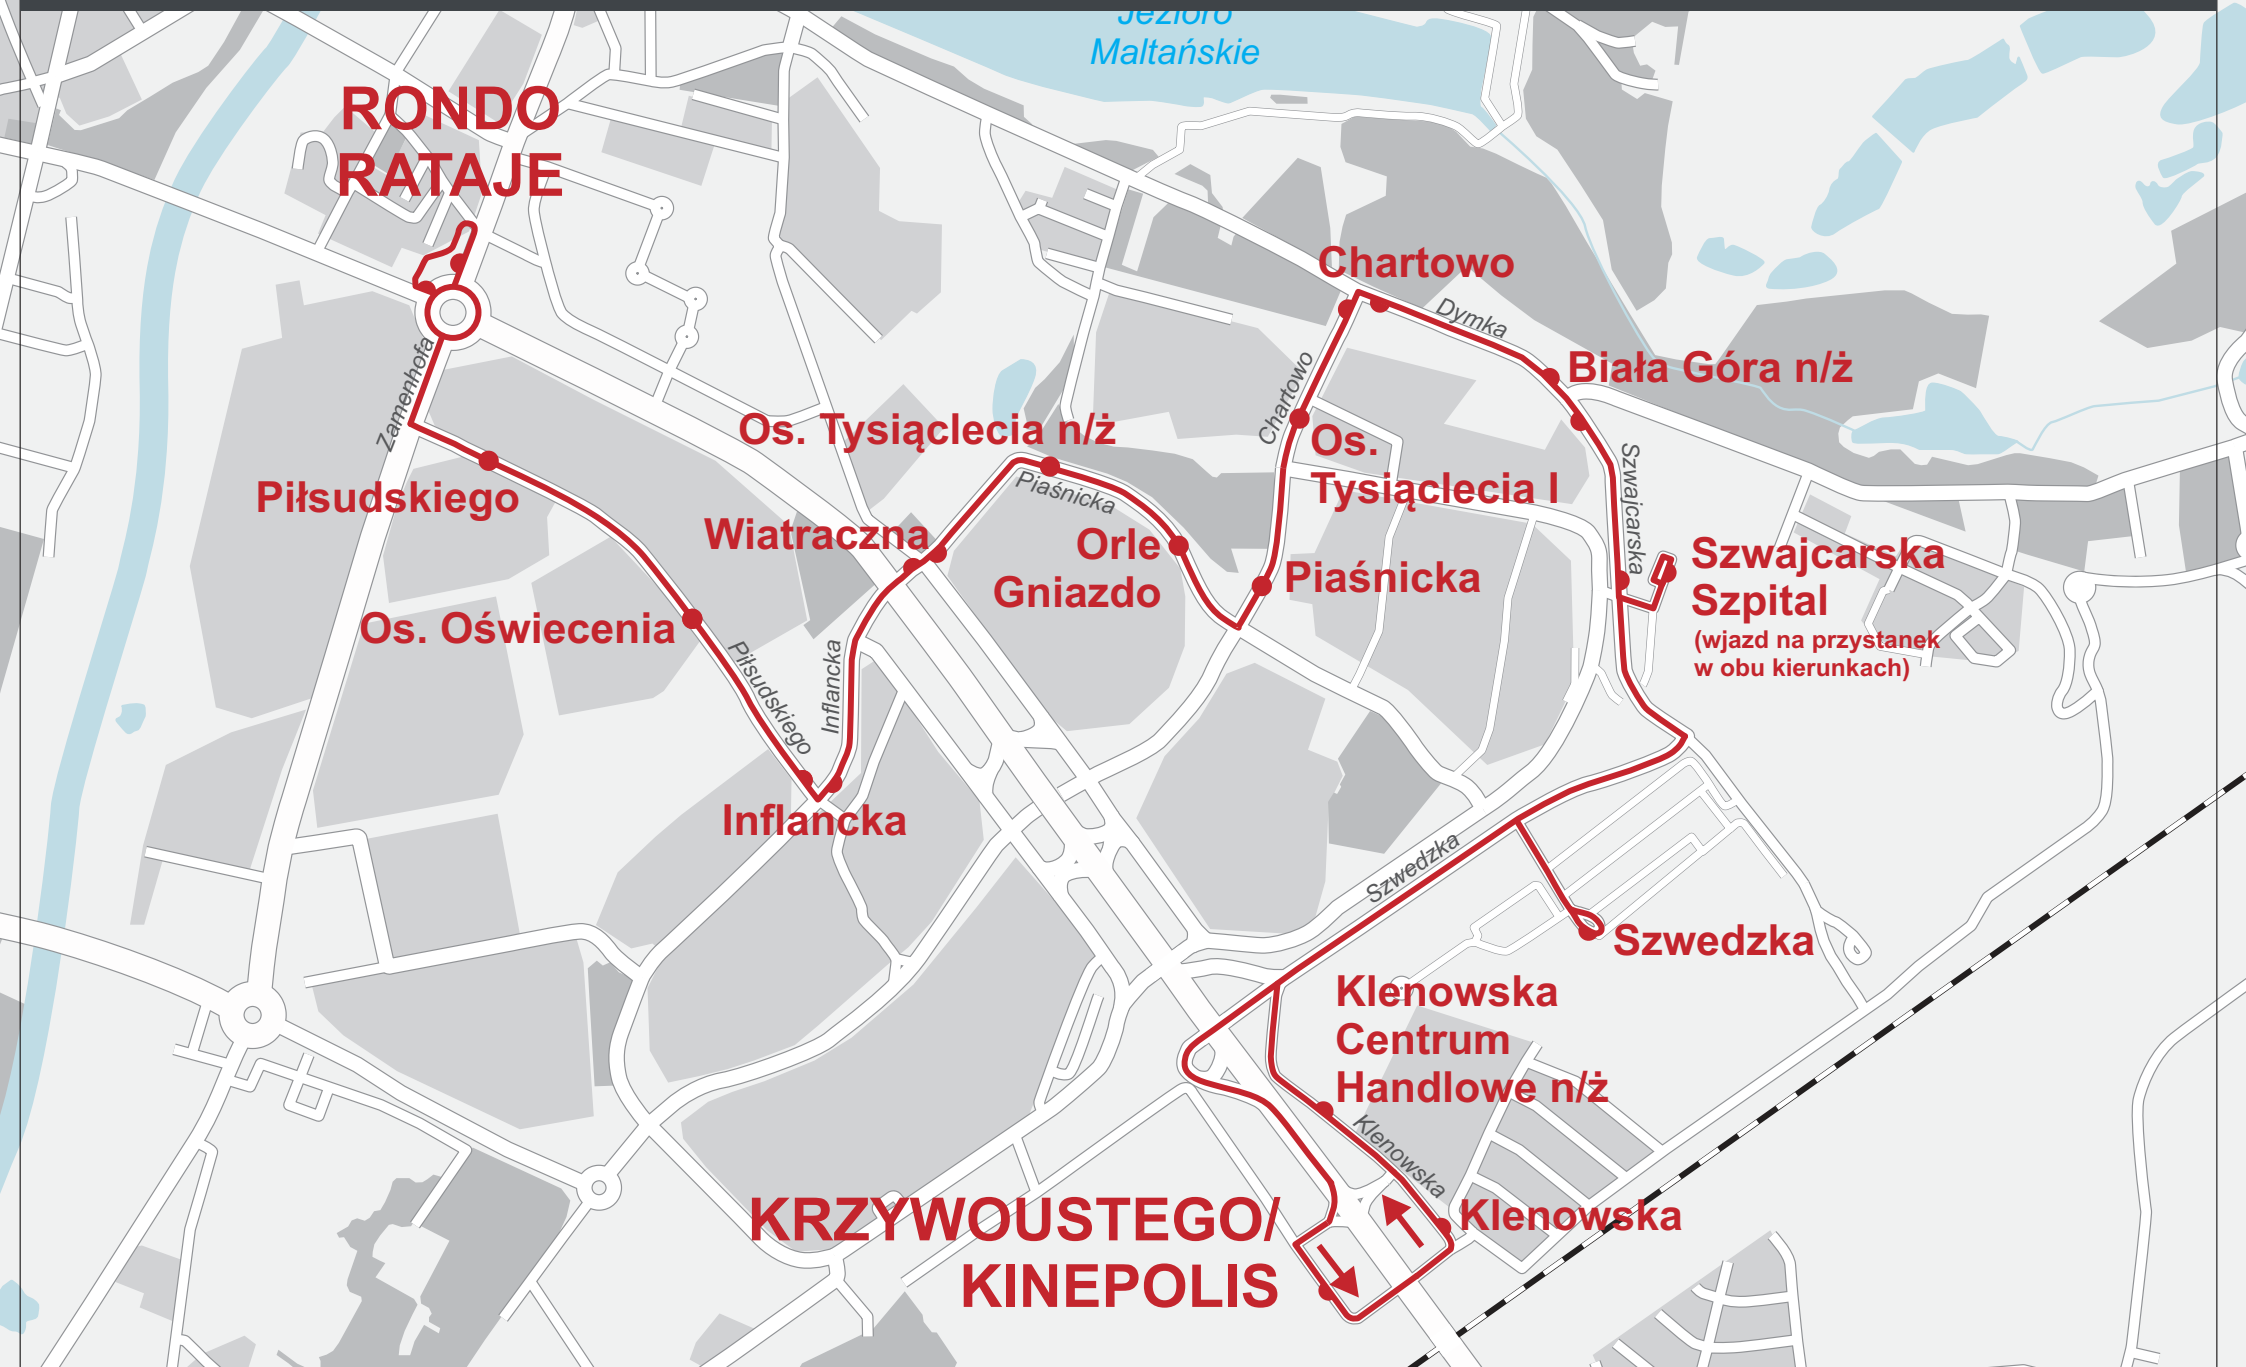 Jezioro
Maltańskie
RONDO
RATAJE
Chartowo
Dymka
Zamenhofa
Chartowo
Biała Góra n/ż
Os. Tysiąclecia n/ż
Os.
Tysiąclecia I
Piłsudskiego
Piaśnicka
Szwajcarska
Wiatraczna
Orle
Gniazdo
Piaśnicka
Szwajcarska
Szpital
(wjazd na przystanek
w obu kierunkach)
Os. Oświecenia
Piłsudskiego
Inflancka
Inflancka
Szwedzka
Szwedzka
Klenowska
Centrum
Handlowe n/ż
Klenowska
KRZYWOUSTEGO/
KINEPOLIS
Klenowska